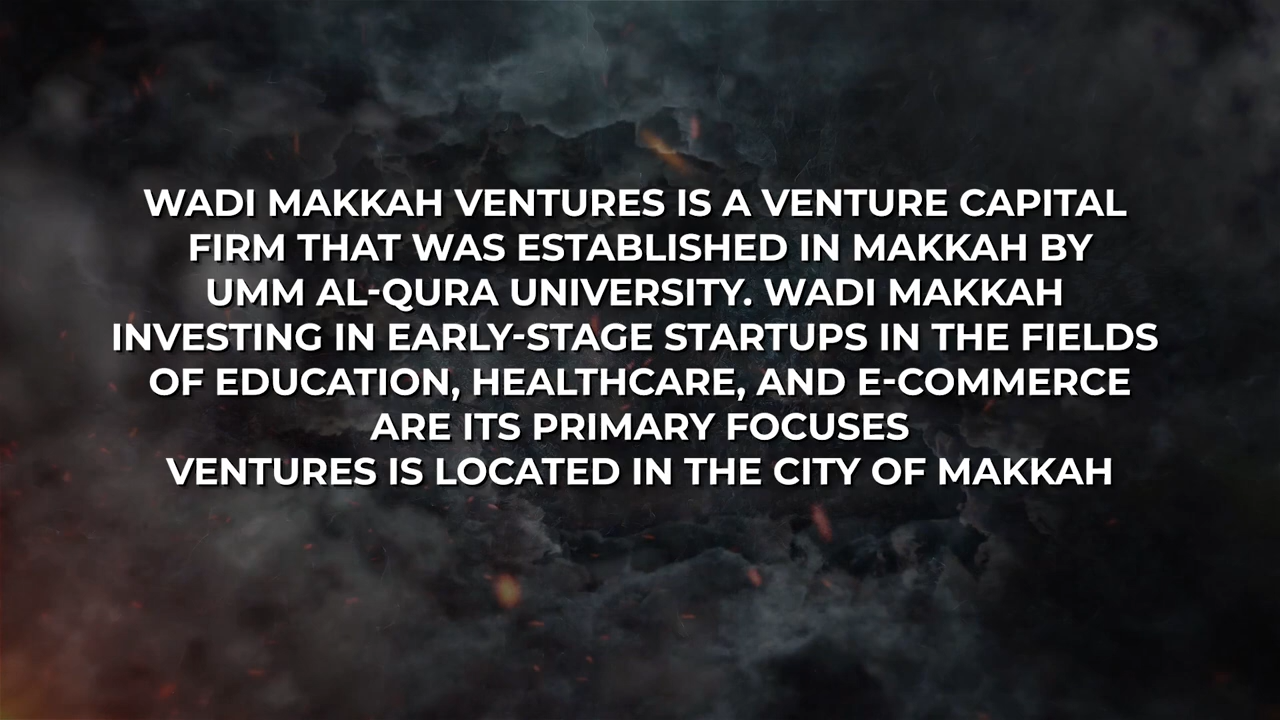 WADI MAKKAH VENTURES IS A VENTURE CAPITAL
FIRM THAT WAS ESTABLISHED IN MAKKAH BY
UMM AL-QURA UNIVERSITY. WADI MAKKAH
INVESTING IN EARLY-STAGE STARTUPS IN THE FIELDS
OF EDUCATION, HEALTHCARE, AND E-COMMERCE
ARE ITS PRIMARY FOCUSES
VENTURES IS LOCATED IN THE CITY OF MAKKAH